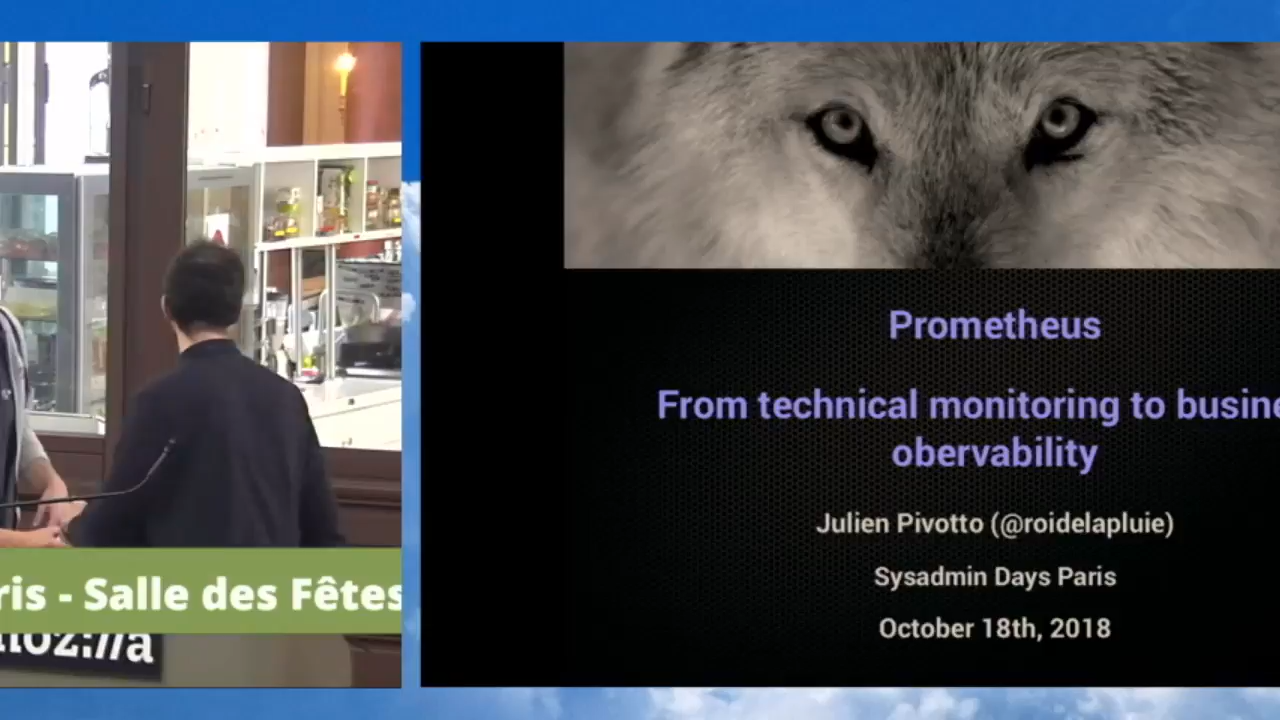 Prometheus
From technical monitoring to busine
obervability
Julien Pivotto (@roidelapluie)
Sysadmin Days Paris
October 18th, 2018
ris - Salle des Fêtes
moz://a